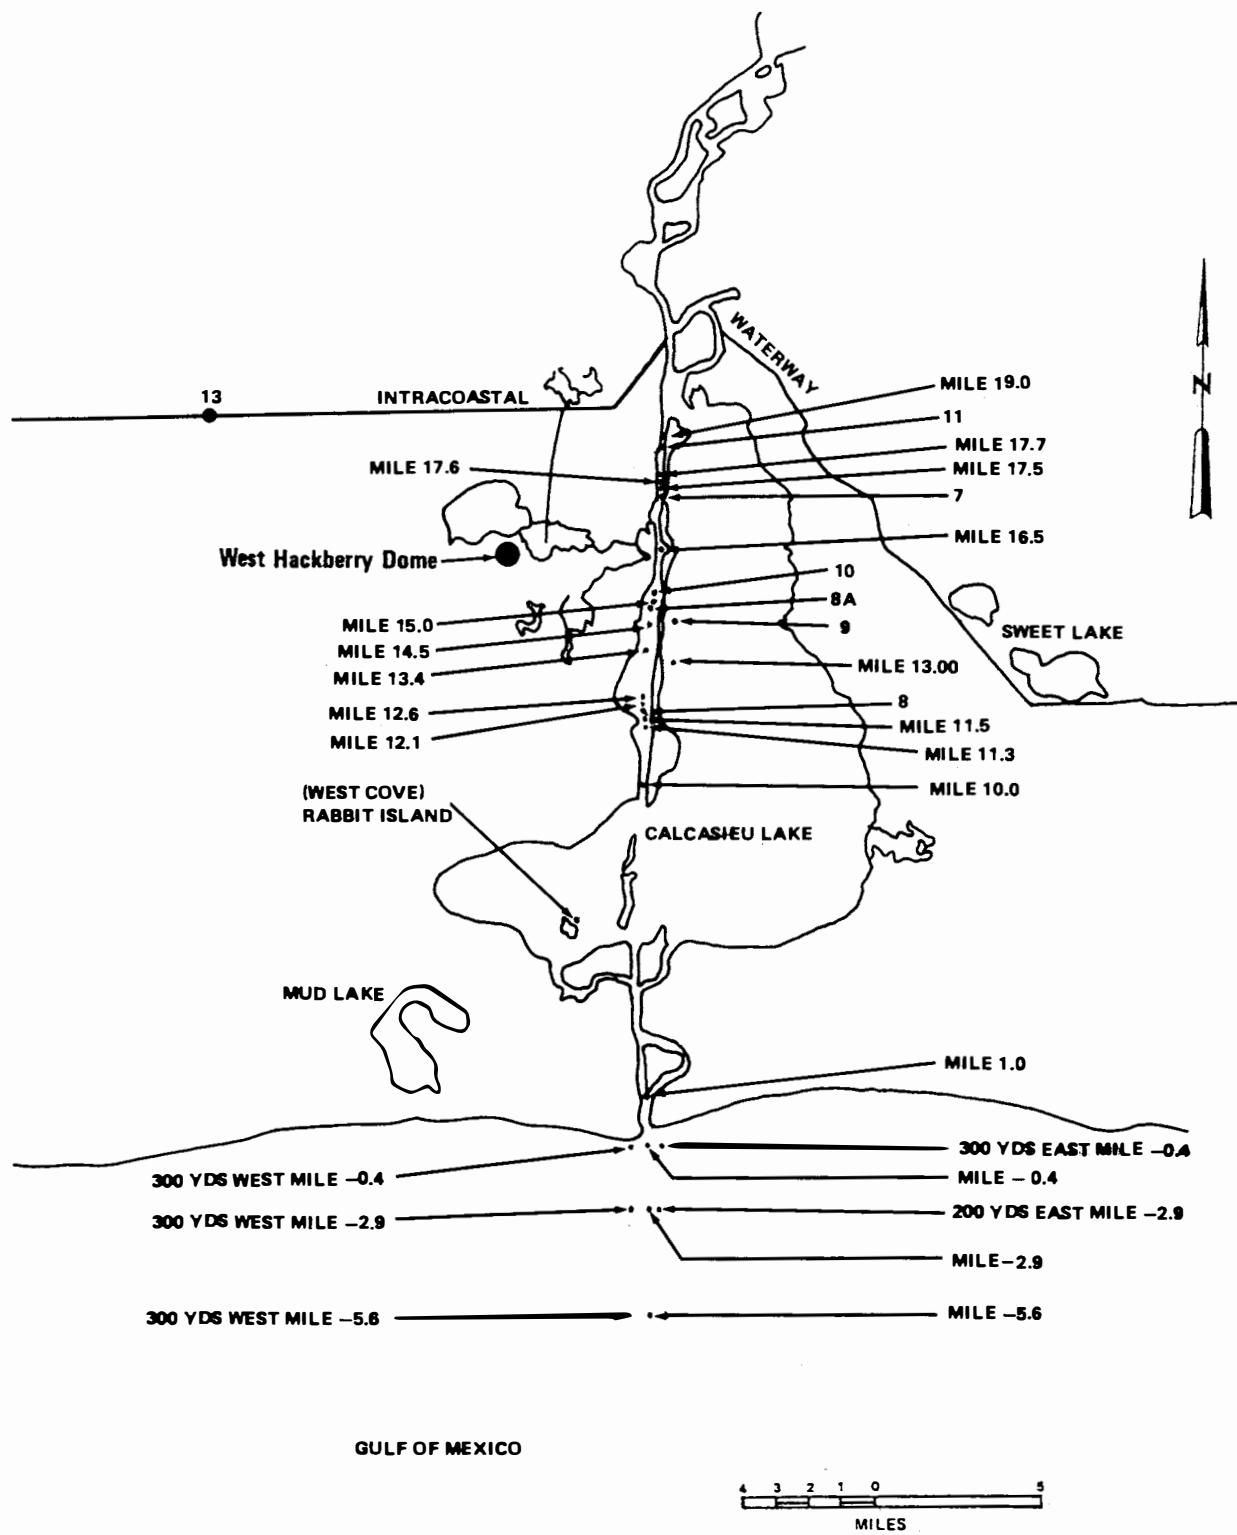 N
WATERWAY
13
INTRACOASTAL
MILE 19.0
11
MILE 17.7
MILE 17.6
MILE 17.5
7
MILE 16.5
West Hackberry Dome
10
8A
MILE 15.0
9
SWEET LAKE
MILE 14.5
MILE 13.00
MILE 13.4
8
MILE 12.6
MILE 11.5
MILE 12.1
MILE 11.3
MILE 10.0
(WEST COVE)
RABBIT ISLAND
CALCASIEU LAKE
MUD LAKE
MILE 1.0
300 YDS EAST MILE –0.4
300 YDS WEST MILE –0.4
MILE – 0.4
200 YDS EAST MILE –2.9
300 YDS WEST MILE –2.9
MILE–2.9
300 YDS WEST MILE –5.6
MILE –5.6
GULF OF MEXICO
4 3 2 1 0 5
MILES